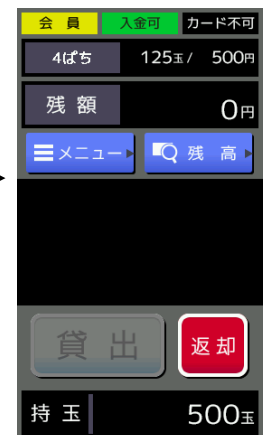 会員 入金可 カード不可
4ぱち 125玉/ 500円
残額 0円
メニュー 残高
貸出 返却
持玉 500玉